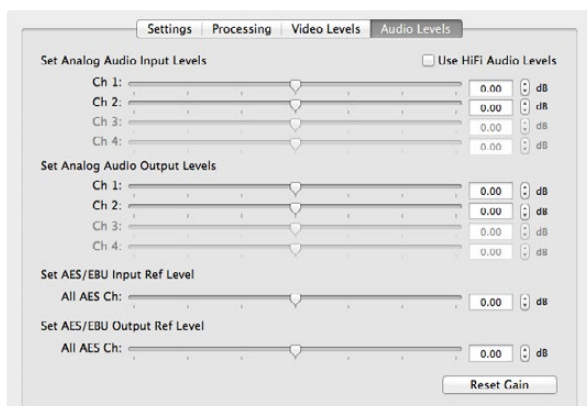 Settings Processing Video Levels Audio Levels
Set Analog Audio Input Levels Use HiFi Audio Levels
Ch 1: 0.00 dB
Ch 2: 0.00 dB
Ch 3: 0.00 dB
Ch 4: 0.00 dB
Set Analog Audio Output Levels
Ch 1: 0.00 dB
Ch 2: 0.00 dB
Ch 3: 0.00 dB
Ch 4: 0.00 dB
Set AES/EBU Input Ref Level
All AES Ch: 0.00 dB
Set AES/EBU Output Ref Level
All AES Ch: 0.00 dB
Reset Gain